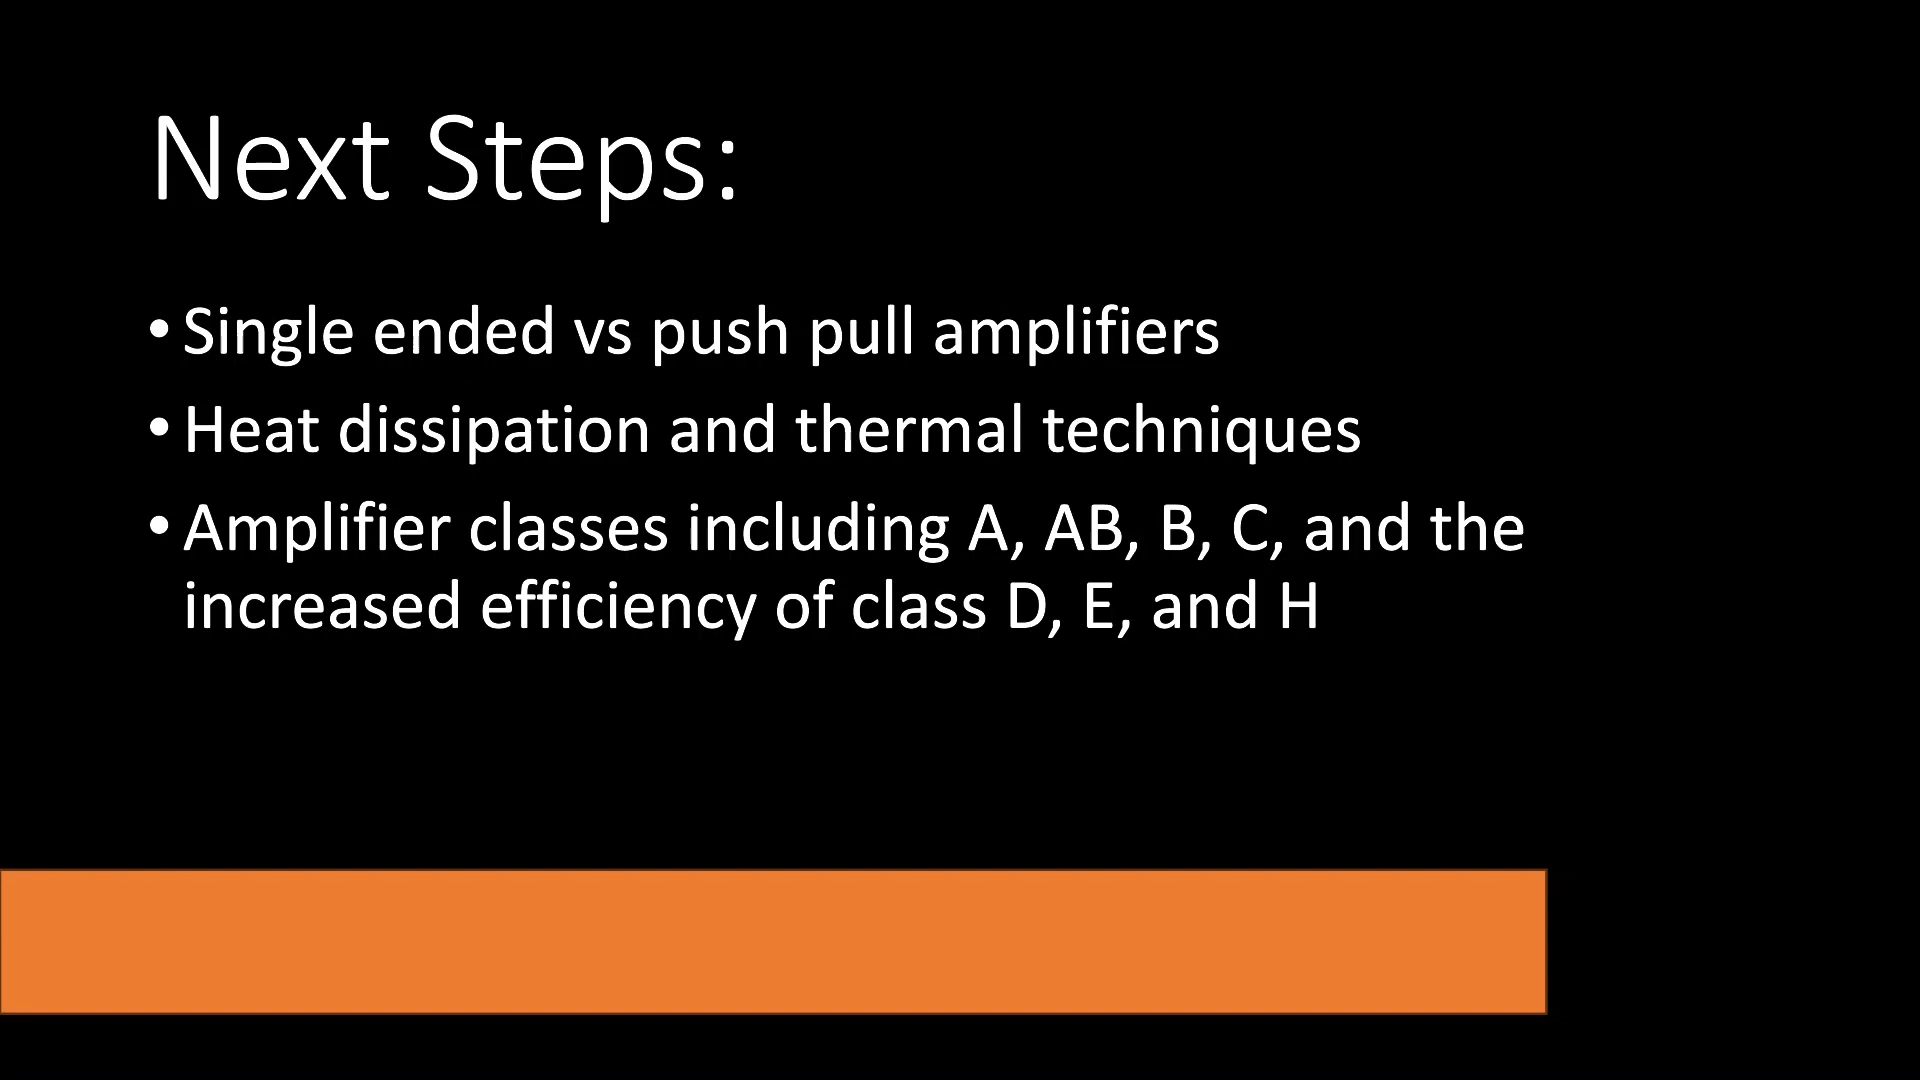 Next Steps:
• Single ended vs push pull amplifiers
• Heat dissipation and thermal techniques
• Amplifier classes including A, AB, B, C, and the
increased efficiency of class D, E, and H